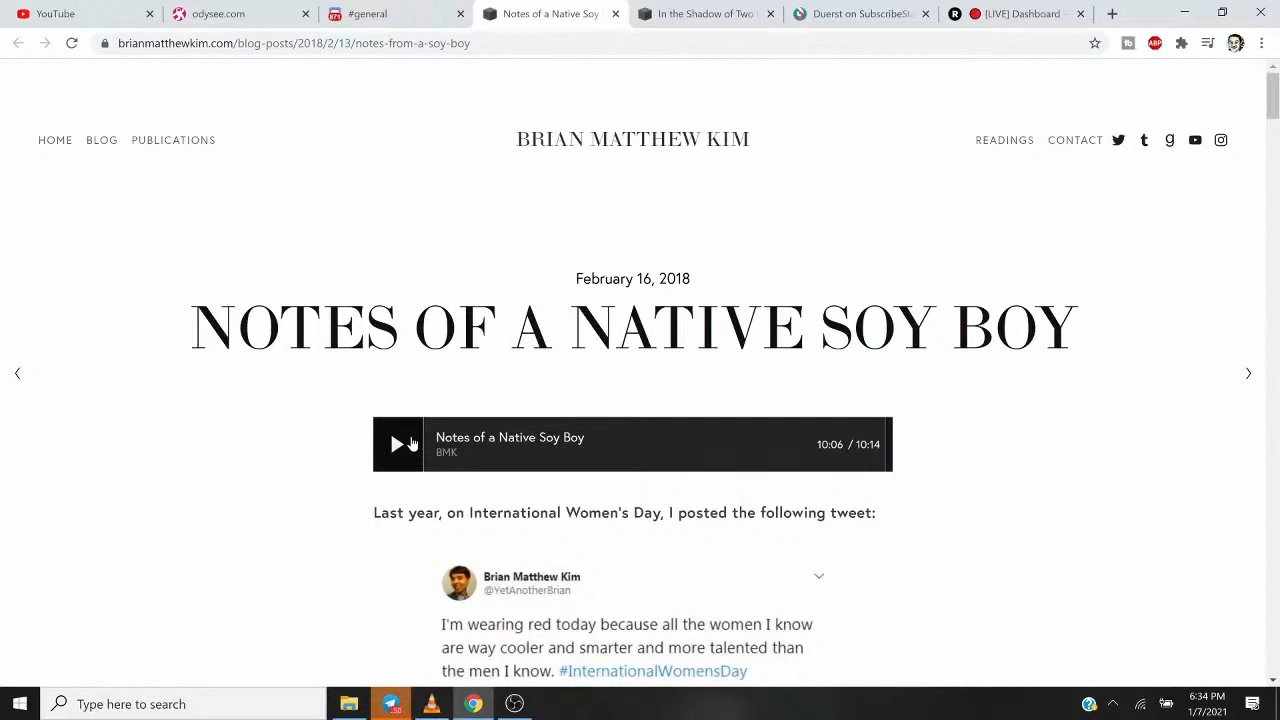 YouTube
odysee.com
871
#general
Notes of a Native Soy
In the Shadow of Two
Duerst on SubscribeSta
[LIVE] Dashboard
brianmatthewkim.com/blog-posts/2018/2/13/notes-from-a-soy-boy
ABP
HOME BLOG PUBLICATIONS
BRIAN MATTHEW KIM
READINGS CONTACT
February 16, 2018
NOTES OF A NATIVE SOY BOY
Notes of a Native Soy Boy
BMK
10:06 / 10:14
Last year, on International Women's Day, I posted the following tweet:
Brian Matthew Kim
@YetAnotherBrian
I'm wearing red today because all the women I know
are way cooler and smarter and more talented than
the men I know. #InternationalWomensDay
Type here to search
50
6:34 PM
1/7/2021